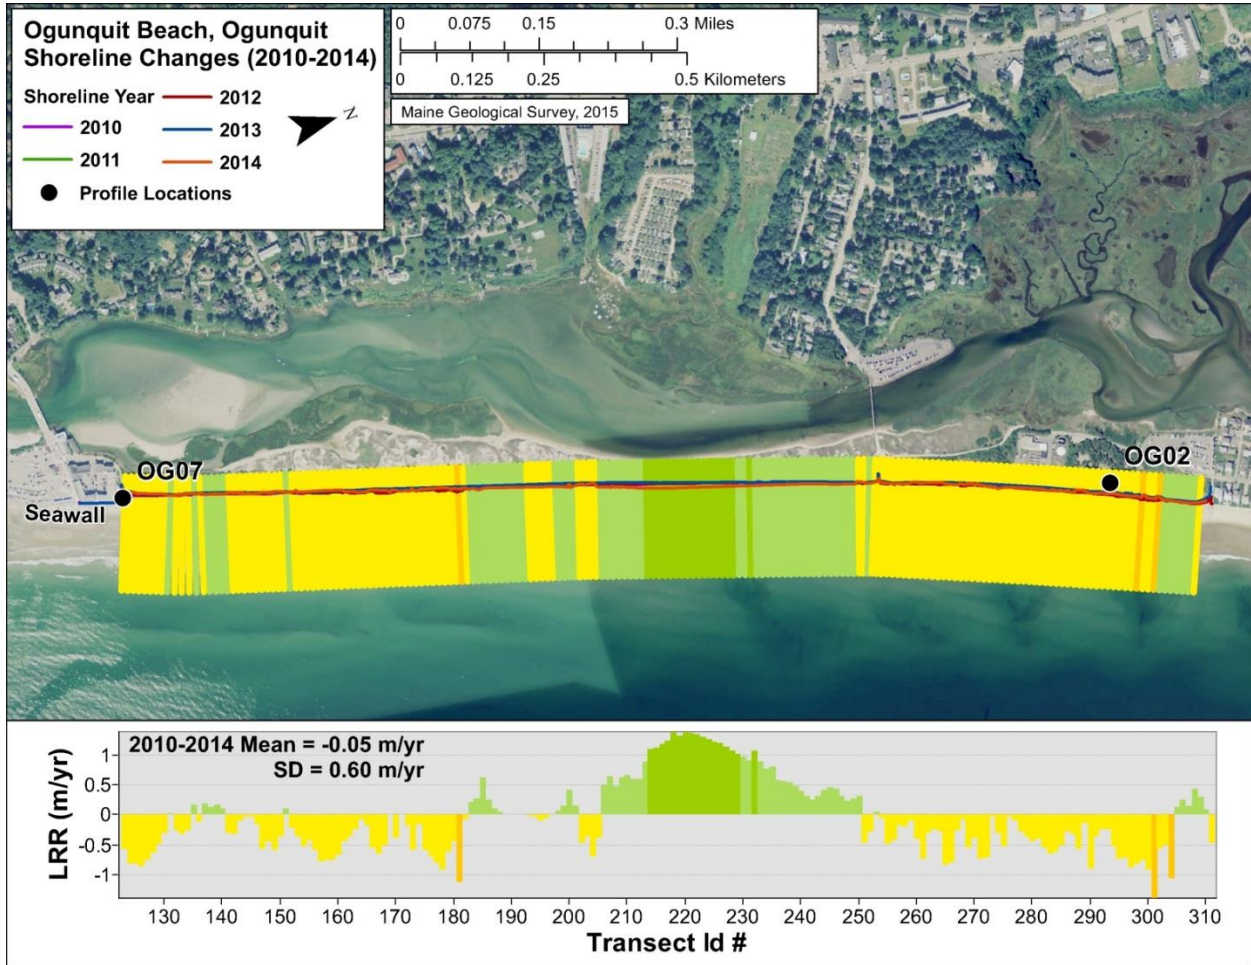 Ogunquit Beach, Ogunquit
Shoreline Changes (2010-2014)
Shoreline Year
2010
2011
2012
2013
2014
Profile Locations
N
0 0.075 0.15 0.3 Miles
0 0.125 0.25 0.5 Kilometers
Maine Geological Survey, 2015
OG07
OG02
Seawall
2010-2014 Mean = -0.05 m/yr
SD = 0.60 m/yr
LRR (m/yr)
1
0.5
0
-0.5
-1
130 140 150 160 170 180 190 200 210 220 230 240 250 260 270 280 290 300 310
Transect Id #